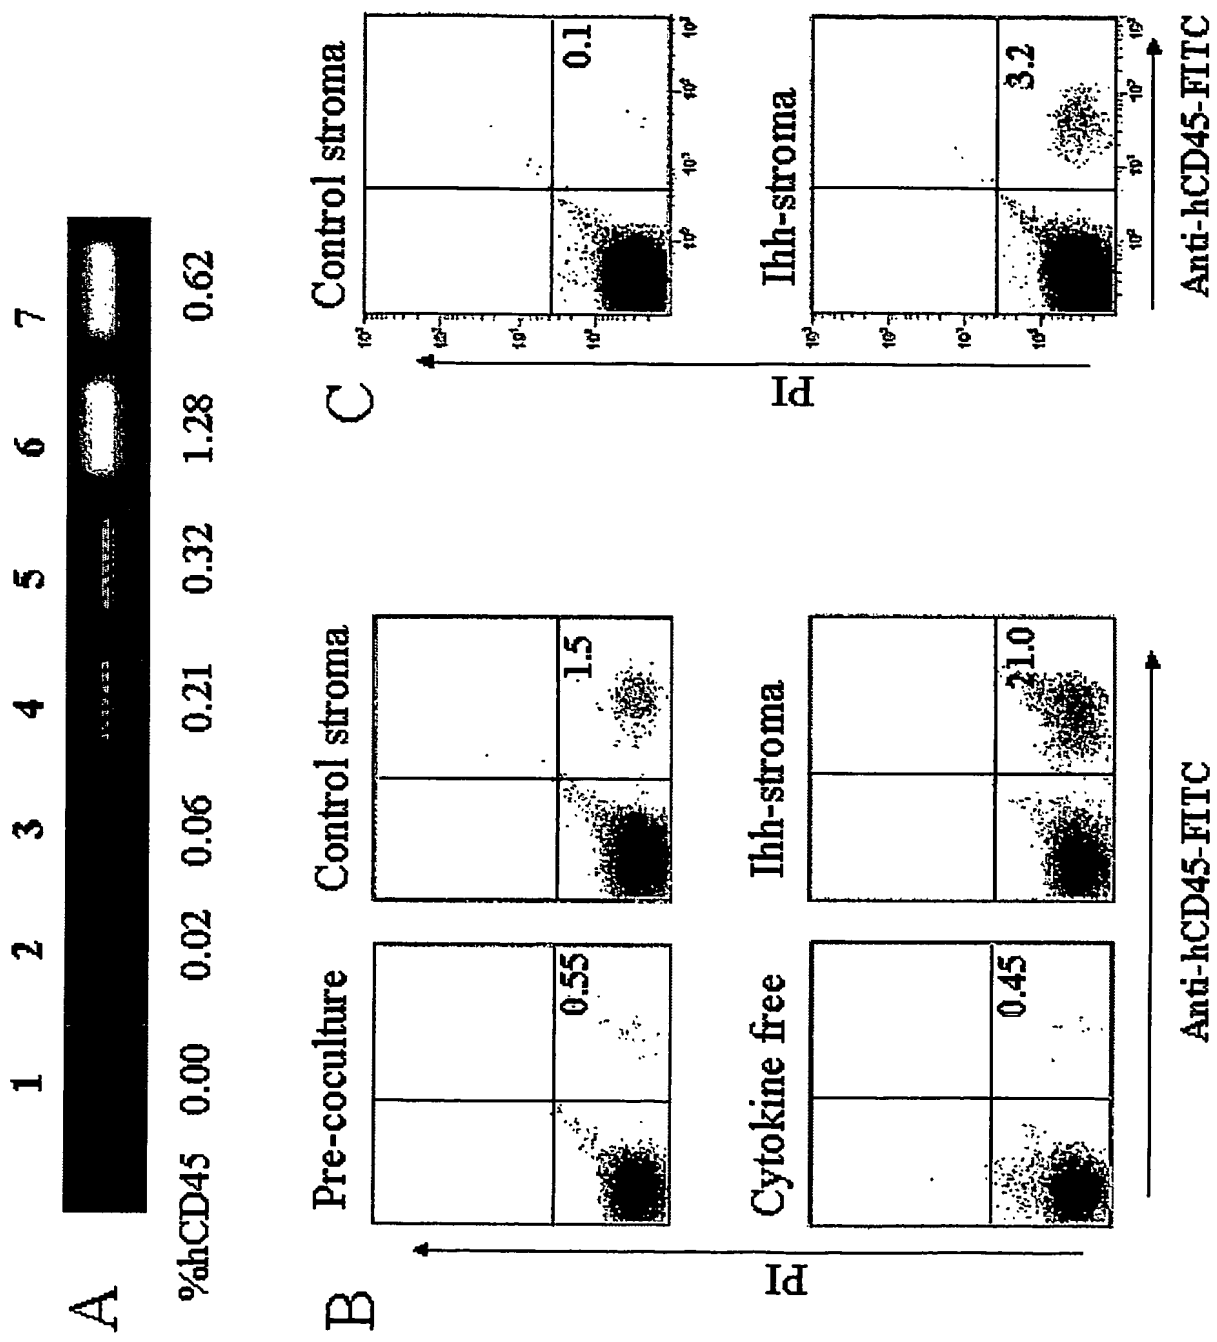 A
1 2 3 4 5 6 7
%hCD45 0.00 0.02 0.06 0.21 0.32 1.28 0.62
B
Pre-coculture
0.55
Control stroma
1.5
Cytokine free
0.45
Ihh-stroma
21.0
PI
Anti-hCD45-FITC
C
Control stroma
0.1
Ihh-stroma
3.2
PI
Anti-hCD45-FITC